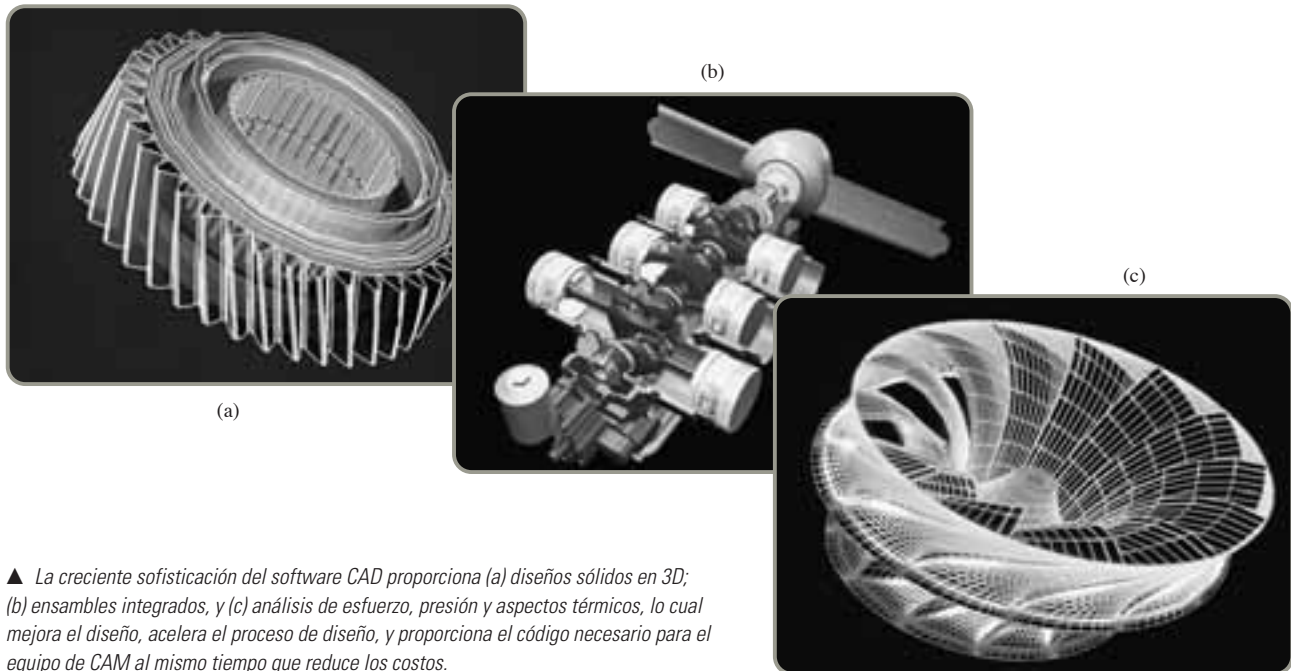 (b)
(c)
(a)
▲ La creciente sofisticación del software CAD proporciona (a) diseños sólidos en 3D;
(b) ensambles integrados, y (c) análisis de esfuerzo, presión y aspectos térmicos, lo cual
mejora el diseño, acelera el proceso de diseño, y proporciona el código necesario para el
equipo de CAM al mismo tiempo que reduce los costos.